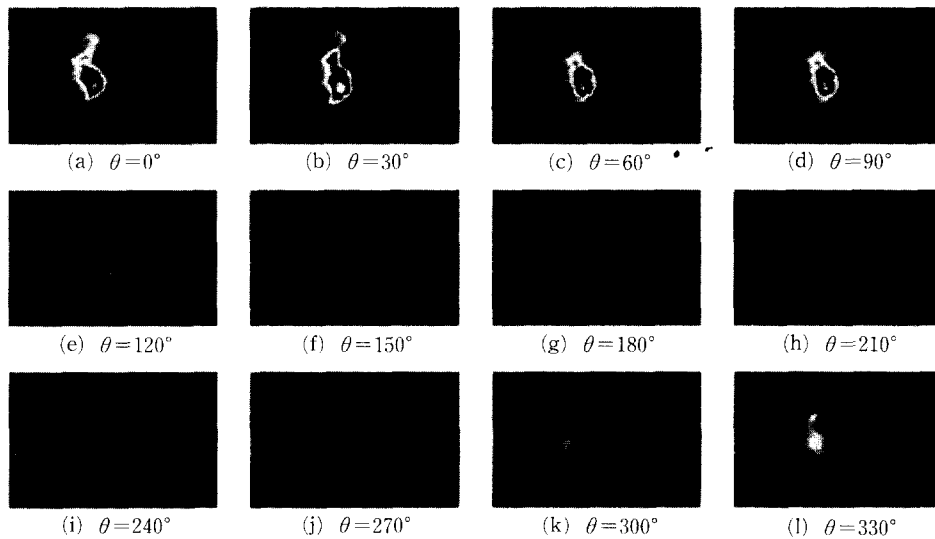 (a) θ=0° (b) θ=30° (c) θ=60° (d) θ=90°
(e) θ=120° (f) θ=150° (g) θ=180° (h) θ=210°
(i) θ=240° (j) θ=270° (k) θ=300° (l) θ=330°